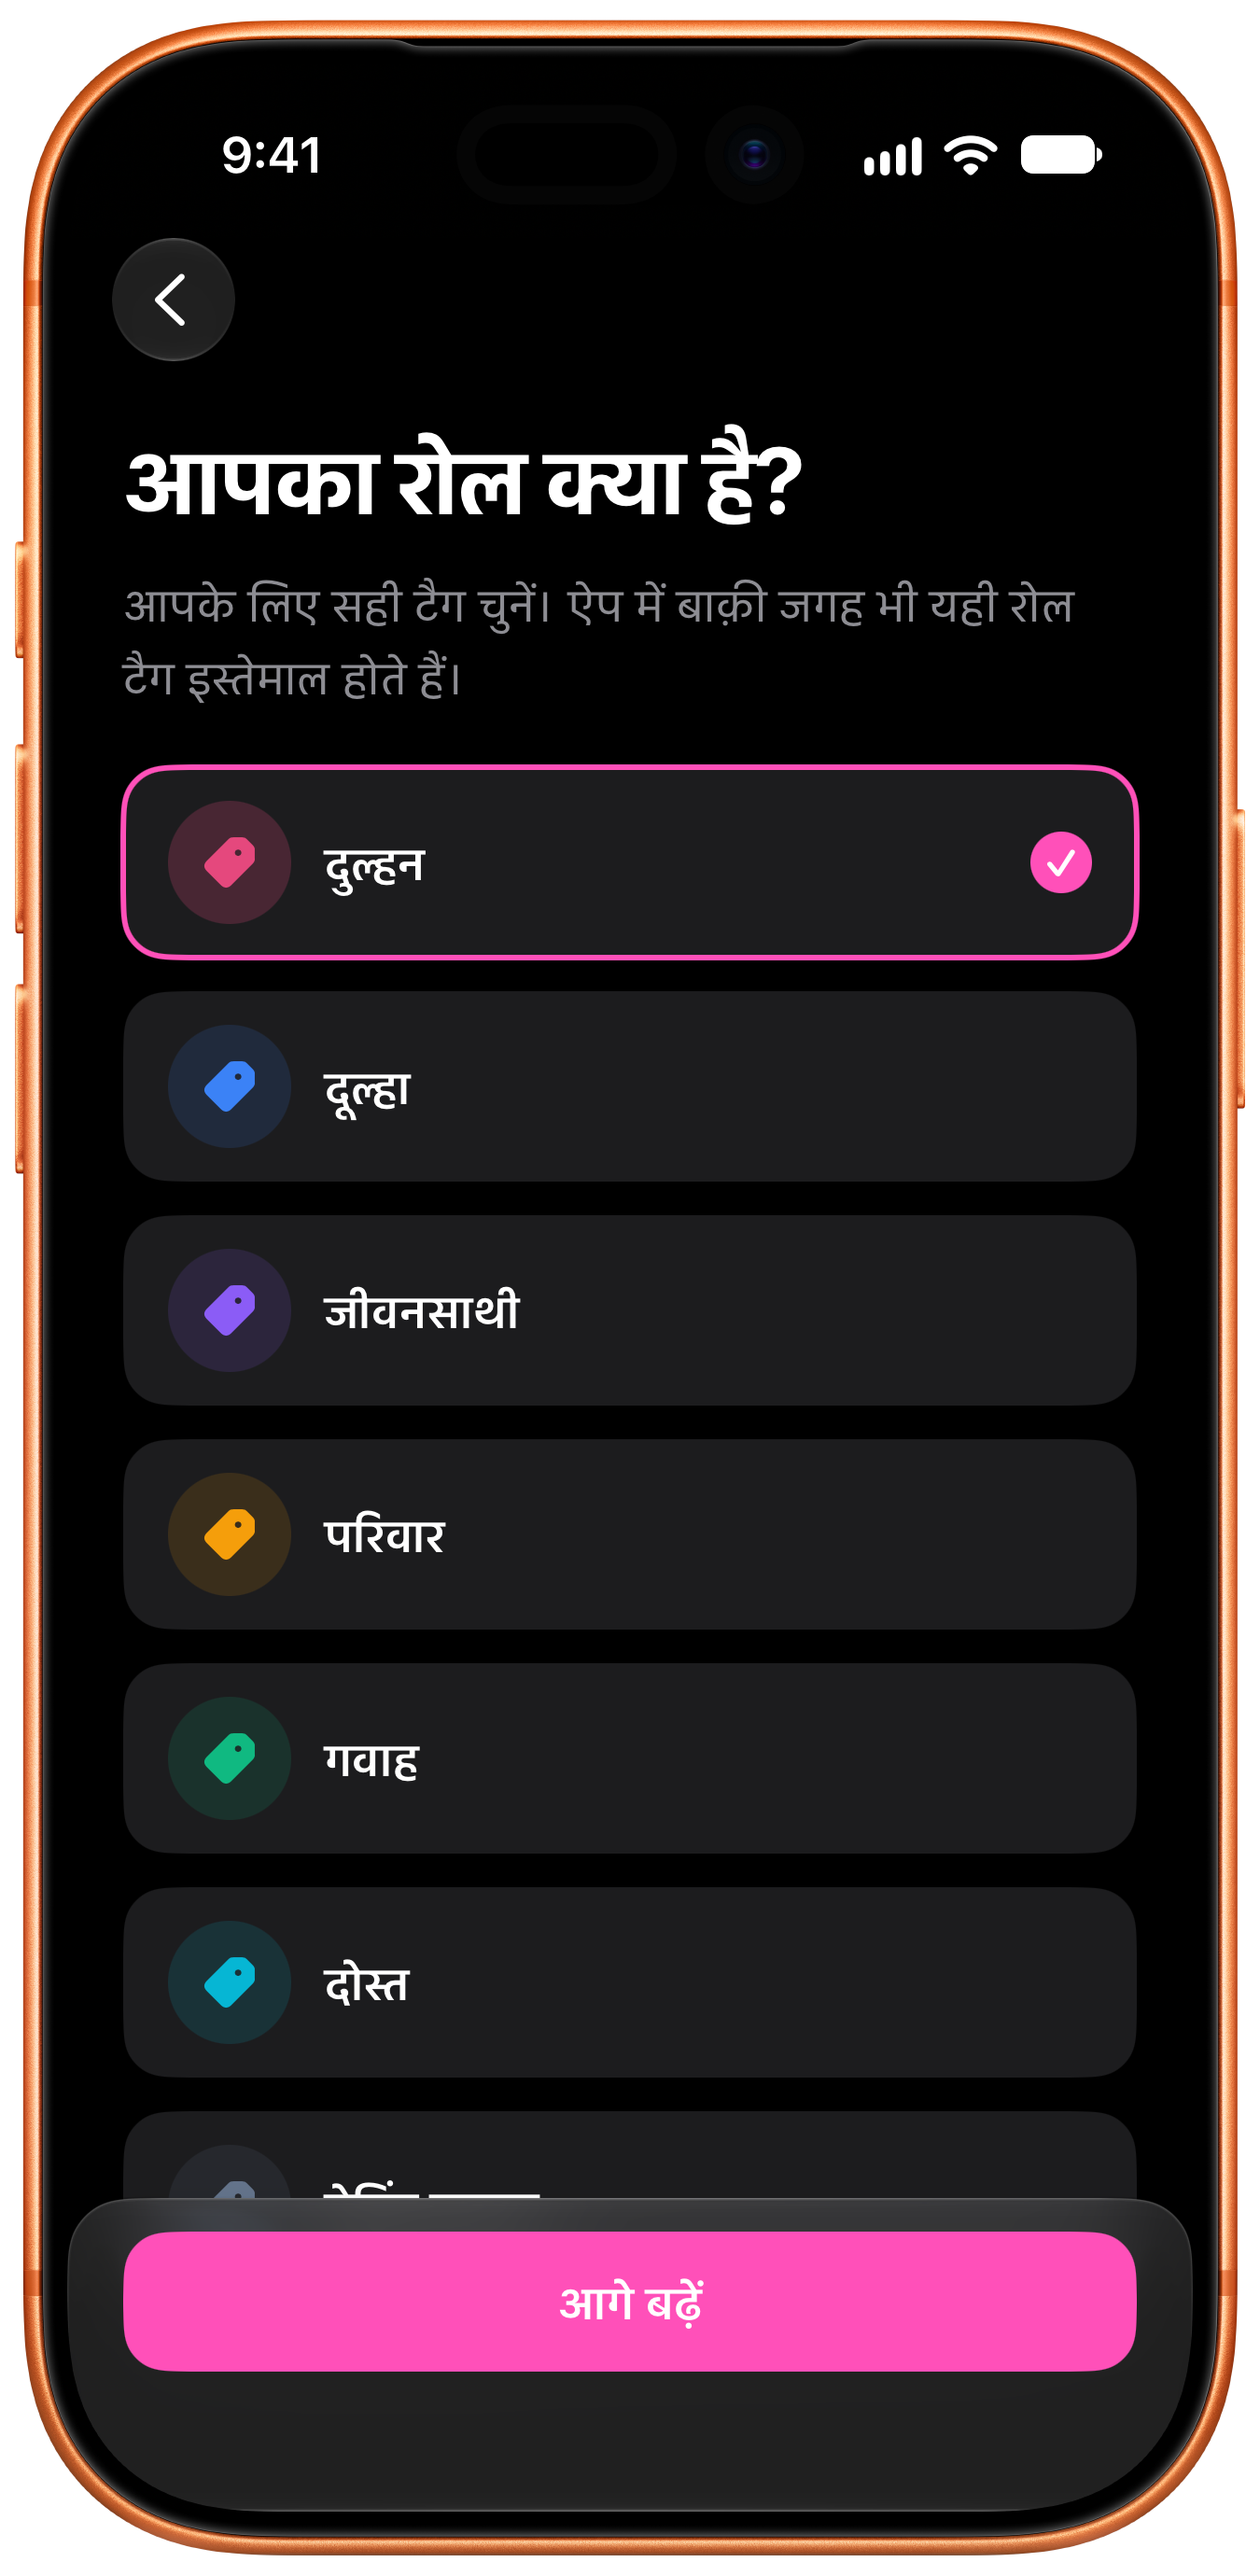 9:41
आपका रोल क्या है?
आपके लिए सही टैग चुनें। ऐप में बाक़ी जगह भी यही रोल
टैग इस्तेमाल होते हैं।
दुल्हन
दूल्हा
जीवनसाथी
परिवार
गवाह
दोस्त
आगे बढ़ें